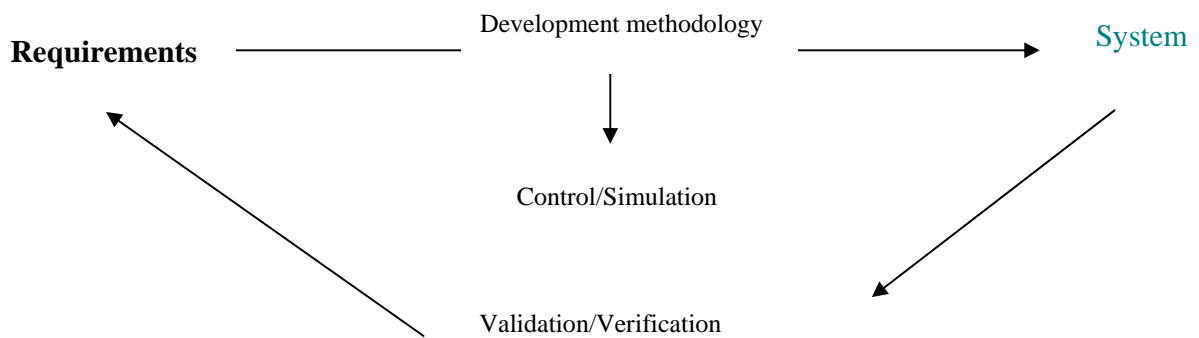 Development methodology
Requirements
System
Control/Simulation
Validation/Verification